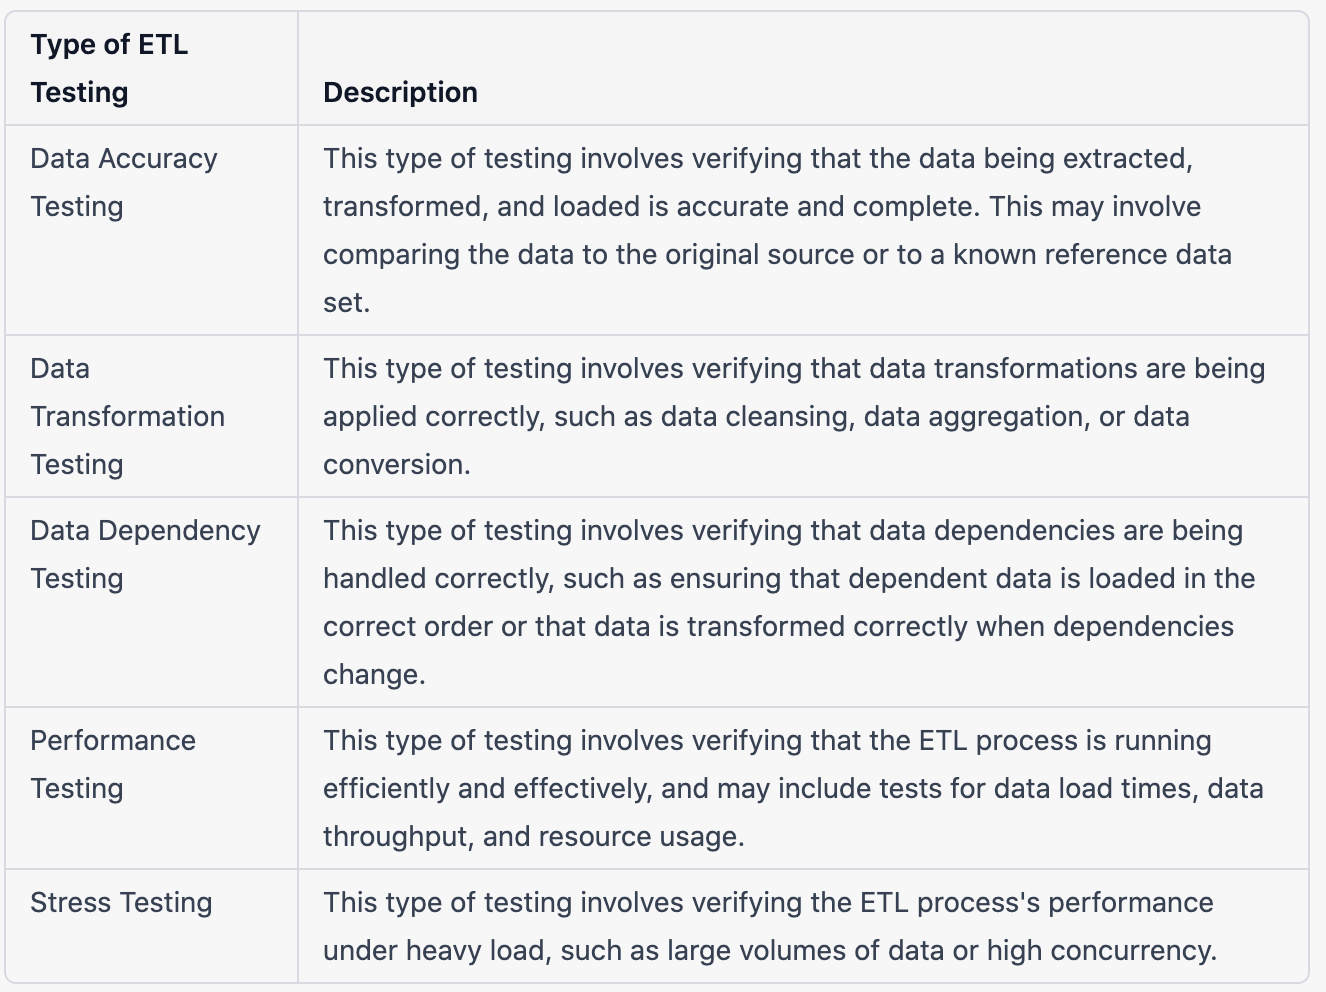 Type of ETL
Testing
Description
Data Accuracy
Testing
This type of testing involves verifying that the data being extracted,
transformed, and loaded is accurate and complete. This may involve
comparing the data to the original source or to a known reference data
set.
Data
Transformation
Testing
This type of testing involves verifying that data transformations are being
applied correctly, such as data cleansing, data aggregation, or data
conversion.
Data Dependency
Testing
This type of testing involves verifying that data dependencies are being
handled correctly, such as ensuring that dependent data is loaded in the
correct order or that data is transformed correctly when dependencies
change.
Performance
Testing
This type of testing involves verifying that the ETL process is running
efficiently and effectively, and may include tests for data load times, data
throughput, and resource usage.
Stress Testing
This type of testing involves verifying the ETL process's performance
under heavy load, such as large volumes of data or high concurrency.